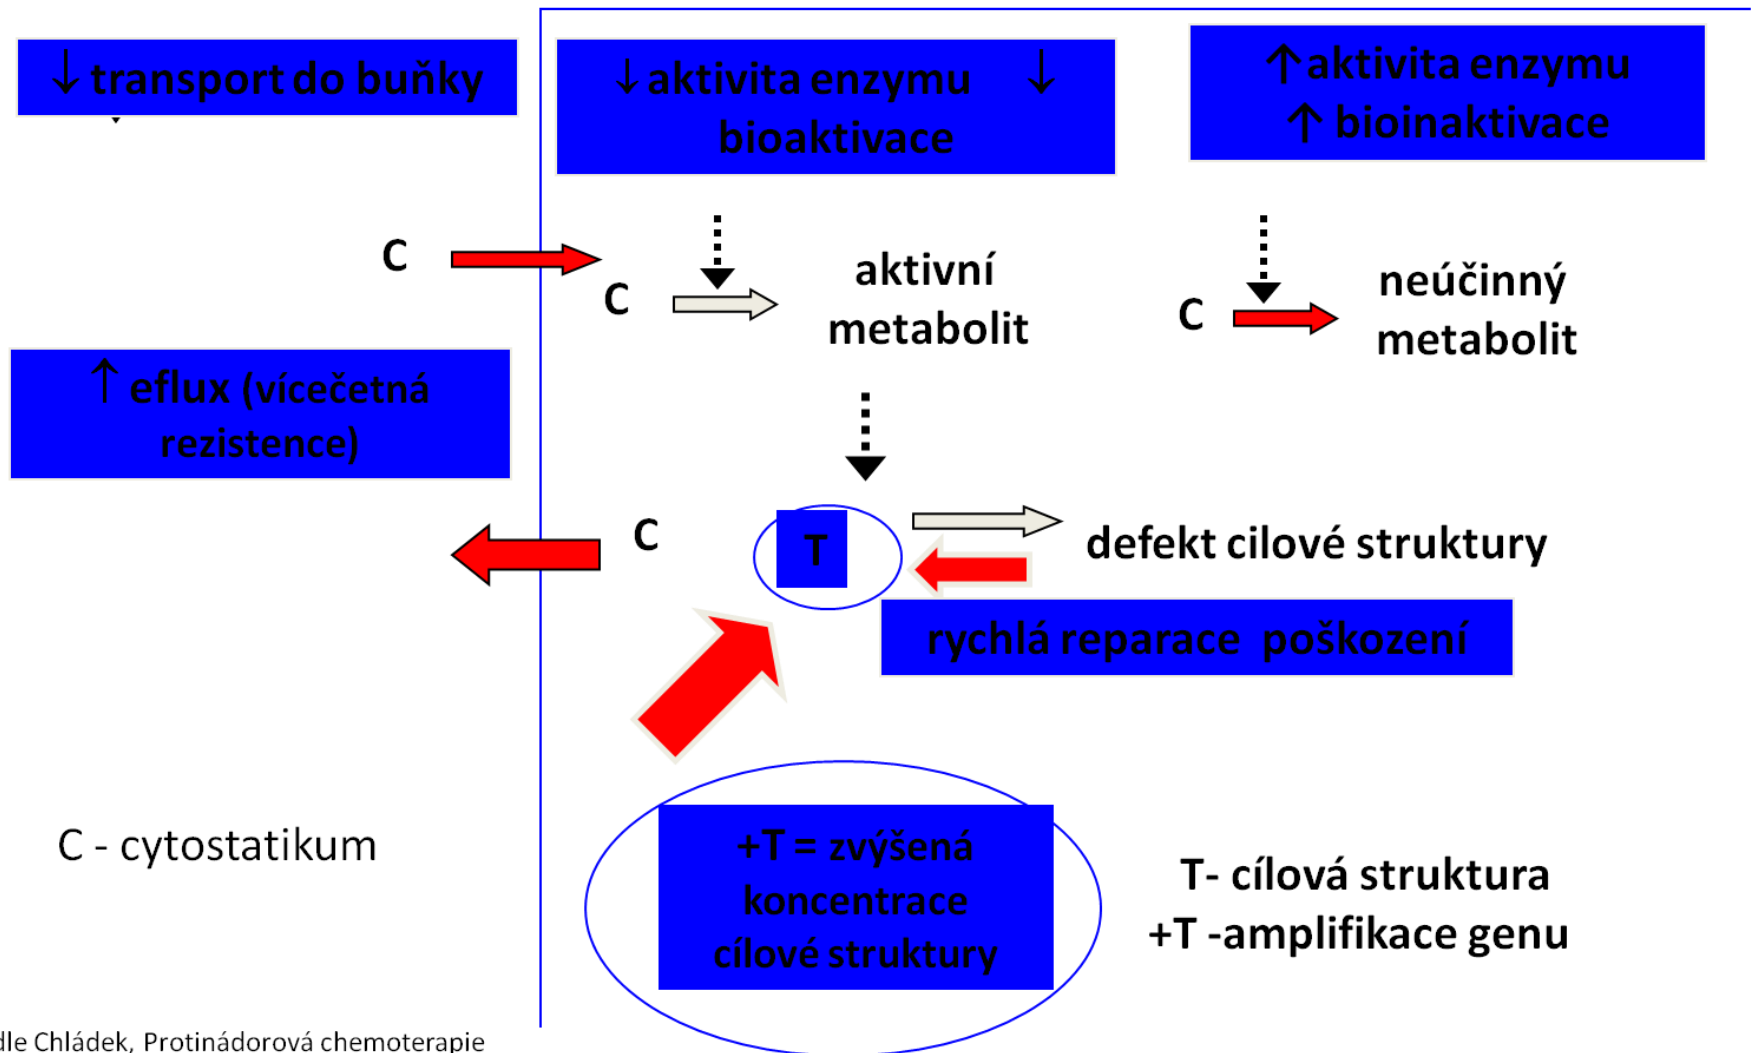 ↓ transport do buňky
↓ aktivita enzymu ↓
bioaktivace
↑ aktivita enzymu
↑ bioinaktivace
C
C
aktivní
metabolit
C
neúčinný
metabolit
↑ eflux (vícečetná
rezistence)
C
T
defekt cilové struktury
rychlá reparace poškození
+T = zvýšená
koncentrace
cílové struktury
C - cytostatikum
T- cílová struktura
+T -amplifikace genu
dle Chládek, Protinádorová chemoterapie